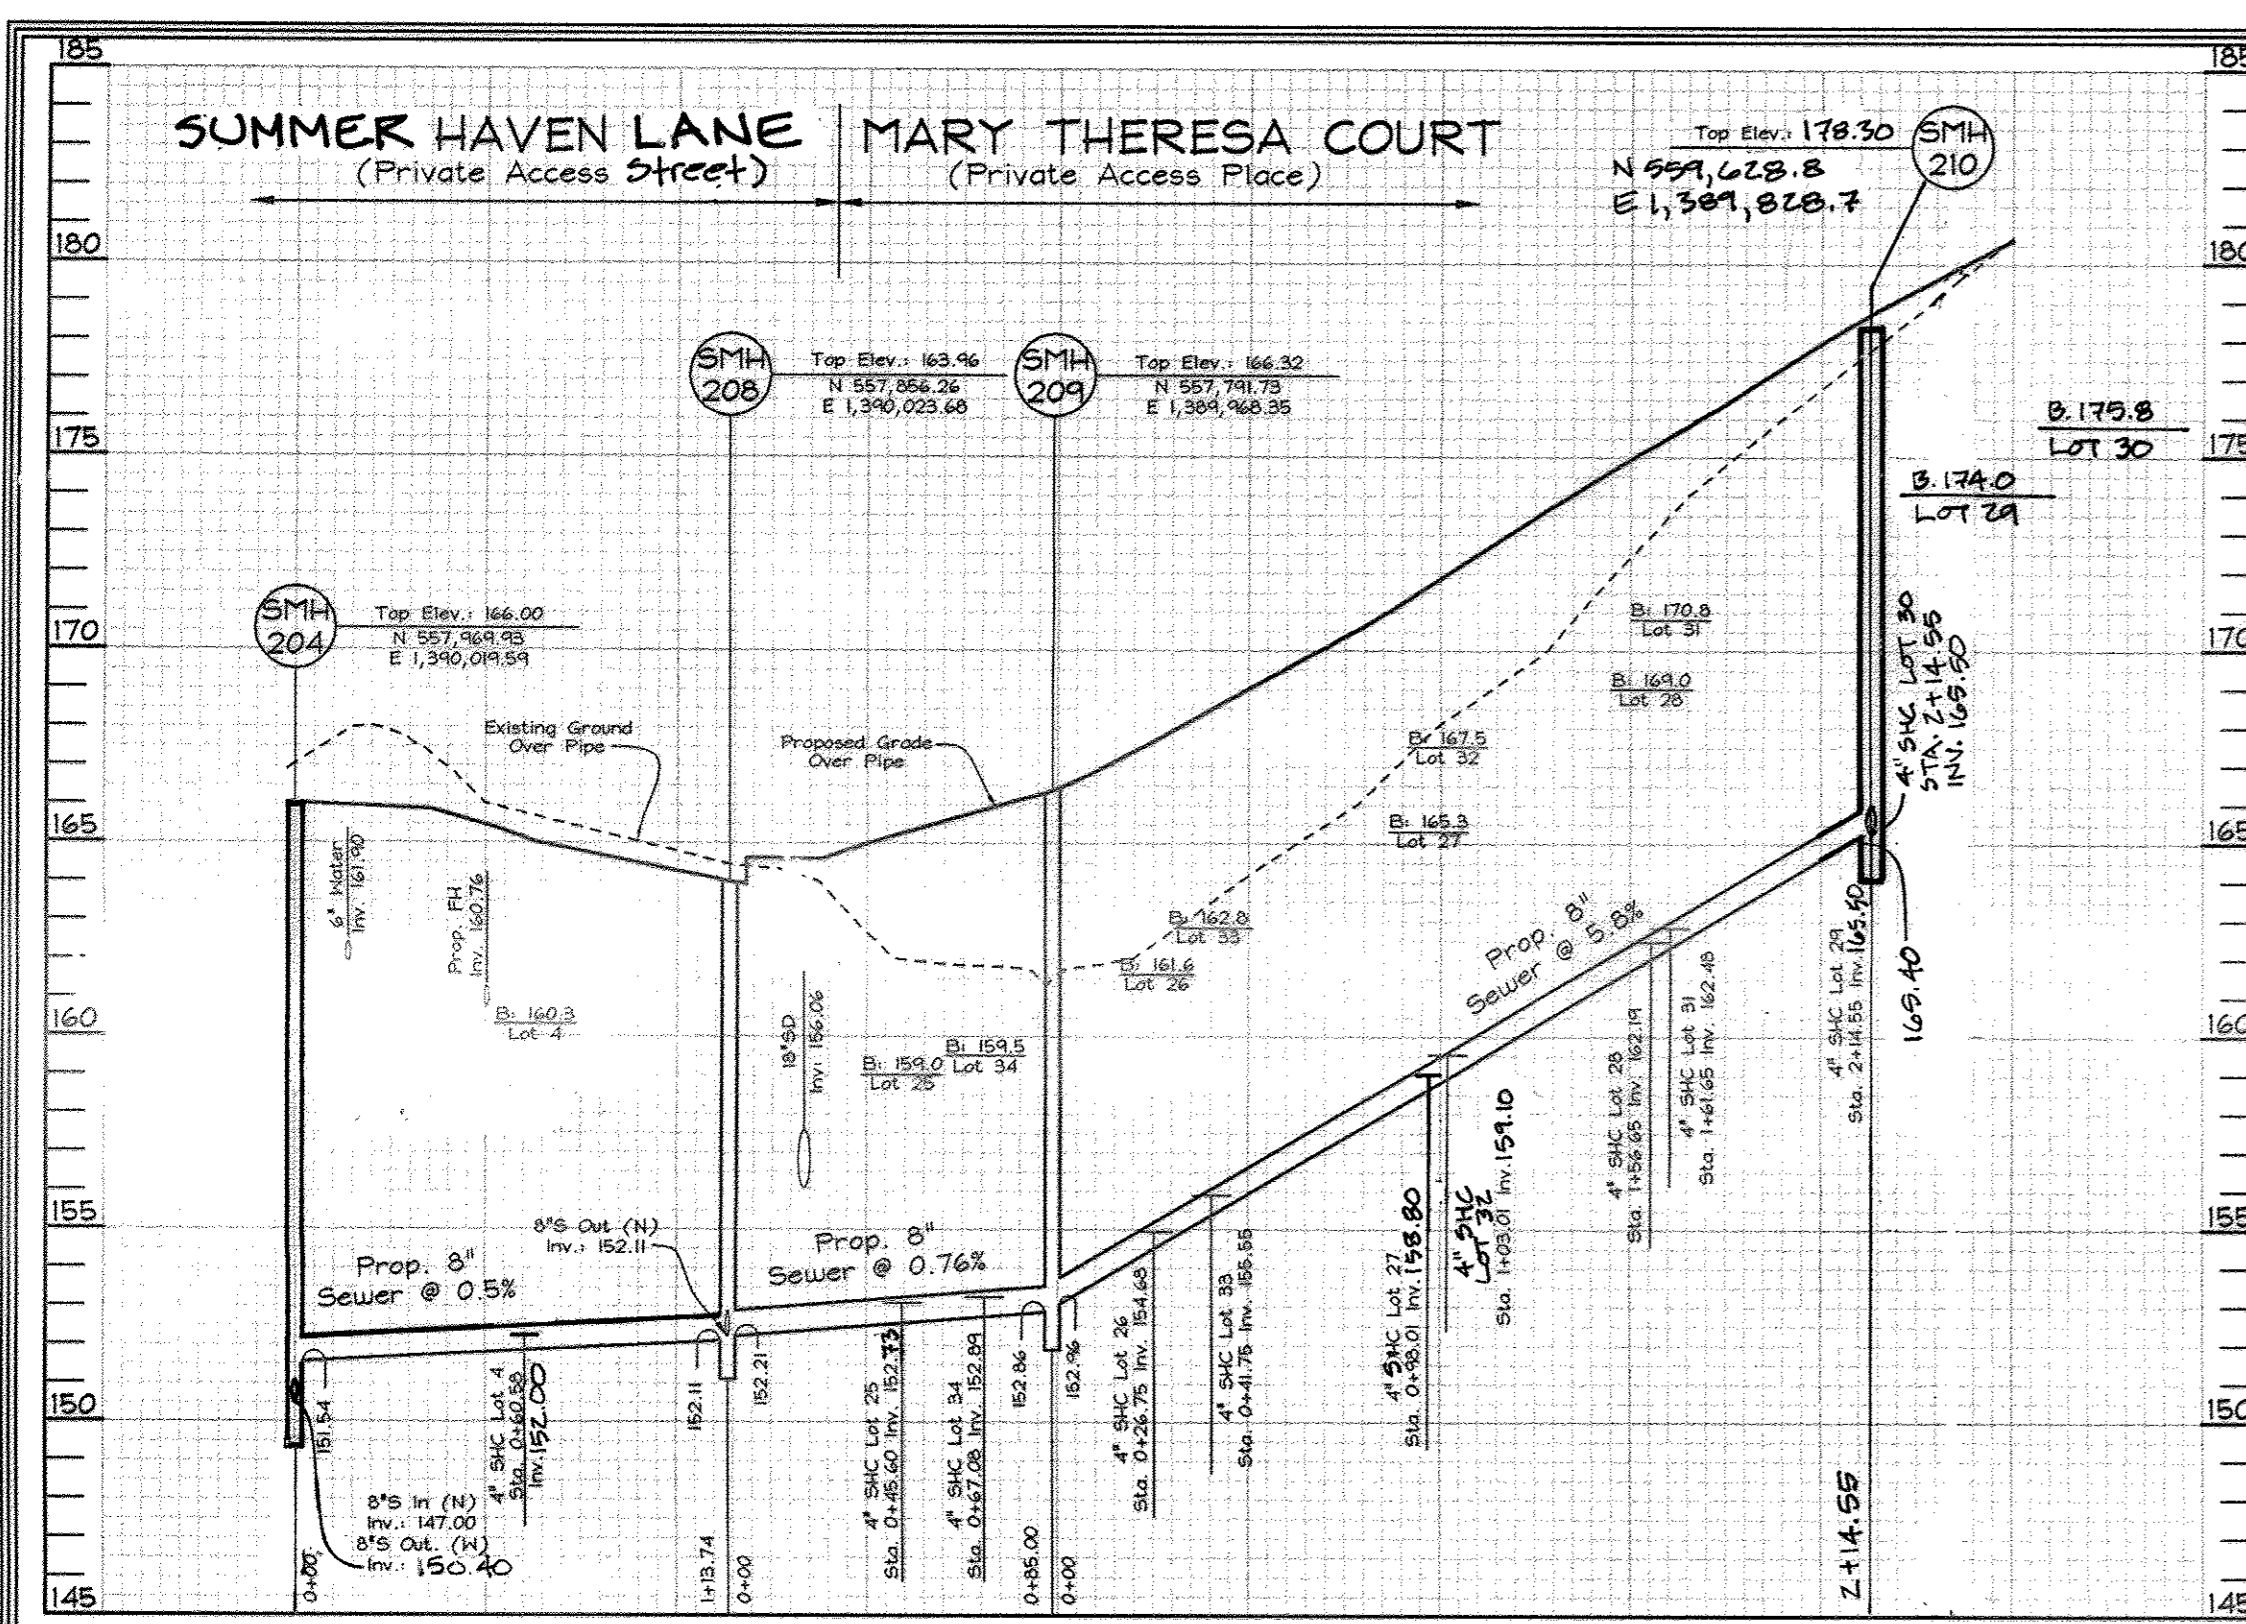 185
185
SUMMER HAVEN LANE
(Private Access Street)
MARY THERESA COURT
(Private Access Place)
Top Elev.: 178.30
N 559,628.8
E 1,389,828.7
SMH
210
180
180
SMH
208
Top Elev.: 163.96
N 557,856.26
E 1,390,023.68
SMH
209
Top Elev.: 166.32
N 557,791.73
E 1,389,968.35
175
175
B. 175.8
LOT 30
B. 174.0
LOT 29
SMH
204
Top Elev.: 166.00
N 557,969.93
E 1,390,019.59
170
170
B: 170.8
Lot 31
B: 169.0
Lot 28
4" SHC LOT 30
STA. 2+14.55
INV. 165.50
Existing Ground
Over Pipe
Proposed Grade
Over Pipe
B: 167.5
Lot 32
B: 165.3
Lot 27
165
165
6" Water
Inv. 161.90
Prop. FH
Inv. 160.76
B: 162.8
Lot 33
B: 161.6
Lot 26
Prop. 8"
Sewer @ 5.8%
160
160
B: 160.3
Lot 4
18"SD
Inv: 156.06
B: 159.0
Lot 25
B: 159.5
Lot 34
4" SHC Lot 28
Sta. 1+56.65 Inv. 162.19
4" SHC Lot 31
Sta. 1+61.65 Inv. 162.48
4" SHC Lot 29
Sta. 2+14.55 Inv. 165.50
165.40
155
155
8"S Out (N)
Inv.: 152.11
Prop. 8"
Sewer @ 0.5%
Prop. 8"
Sewer @ 0.76%
4" SHC Lot 26
Sta. 0+26.75 Inv. 154.68
4" SHC Lot 33
Sta. 0+41.75 Inv. 155.55
4" SHC Lot 27
Sta. 0+98.01 Inv. 158.80
4" SHC
LOT 32
Sta. 1+03.01 Inv. 159.10
150
150
151.54
4" SHC Lot 4
Sta. 0+60.58
Inv. 152.00
152.11
152.21
4" SHC Lot 25
Sta. 0+45.60 Inv. 152.73
4" SHC Lot 34
Sta. 0+67.08 Inv. 152.89
152.86
152.96
8"S In (N)
Inv.: 147.00
8"S Out. (W)
Inv.: 150.40
0+00
1+13.74
0+00
0+85.00
0+00
2+14.55
145
145